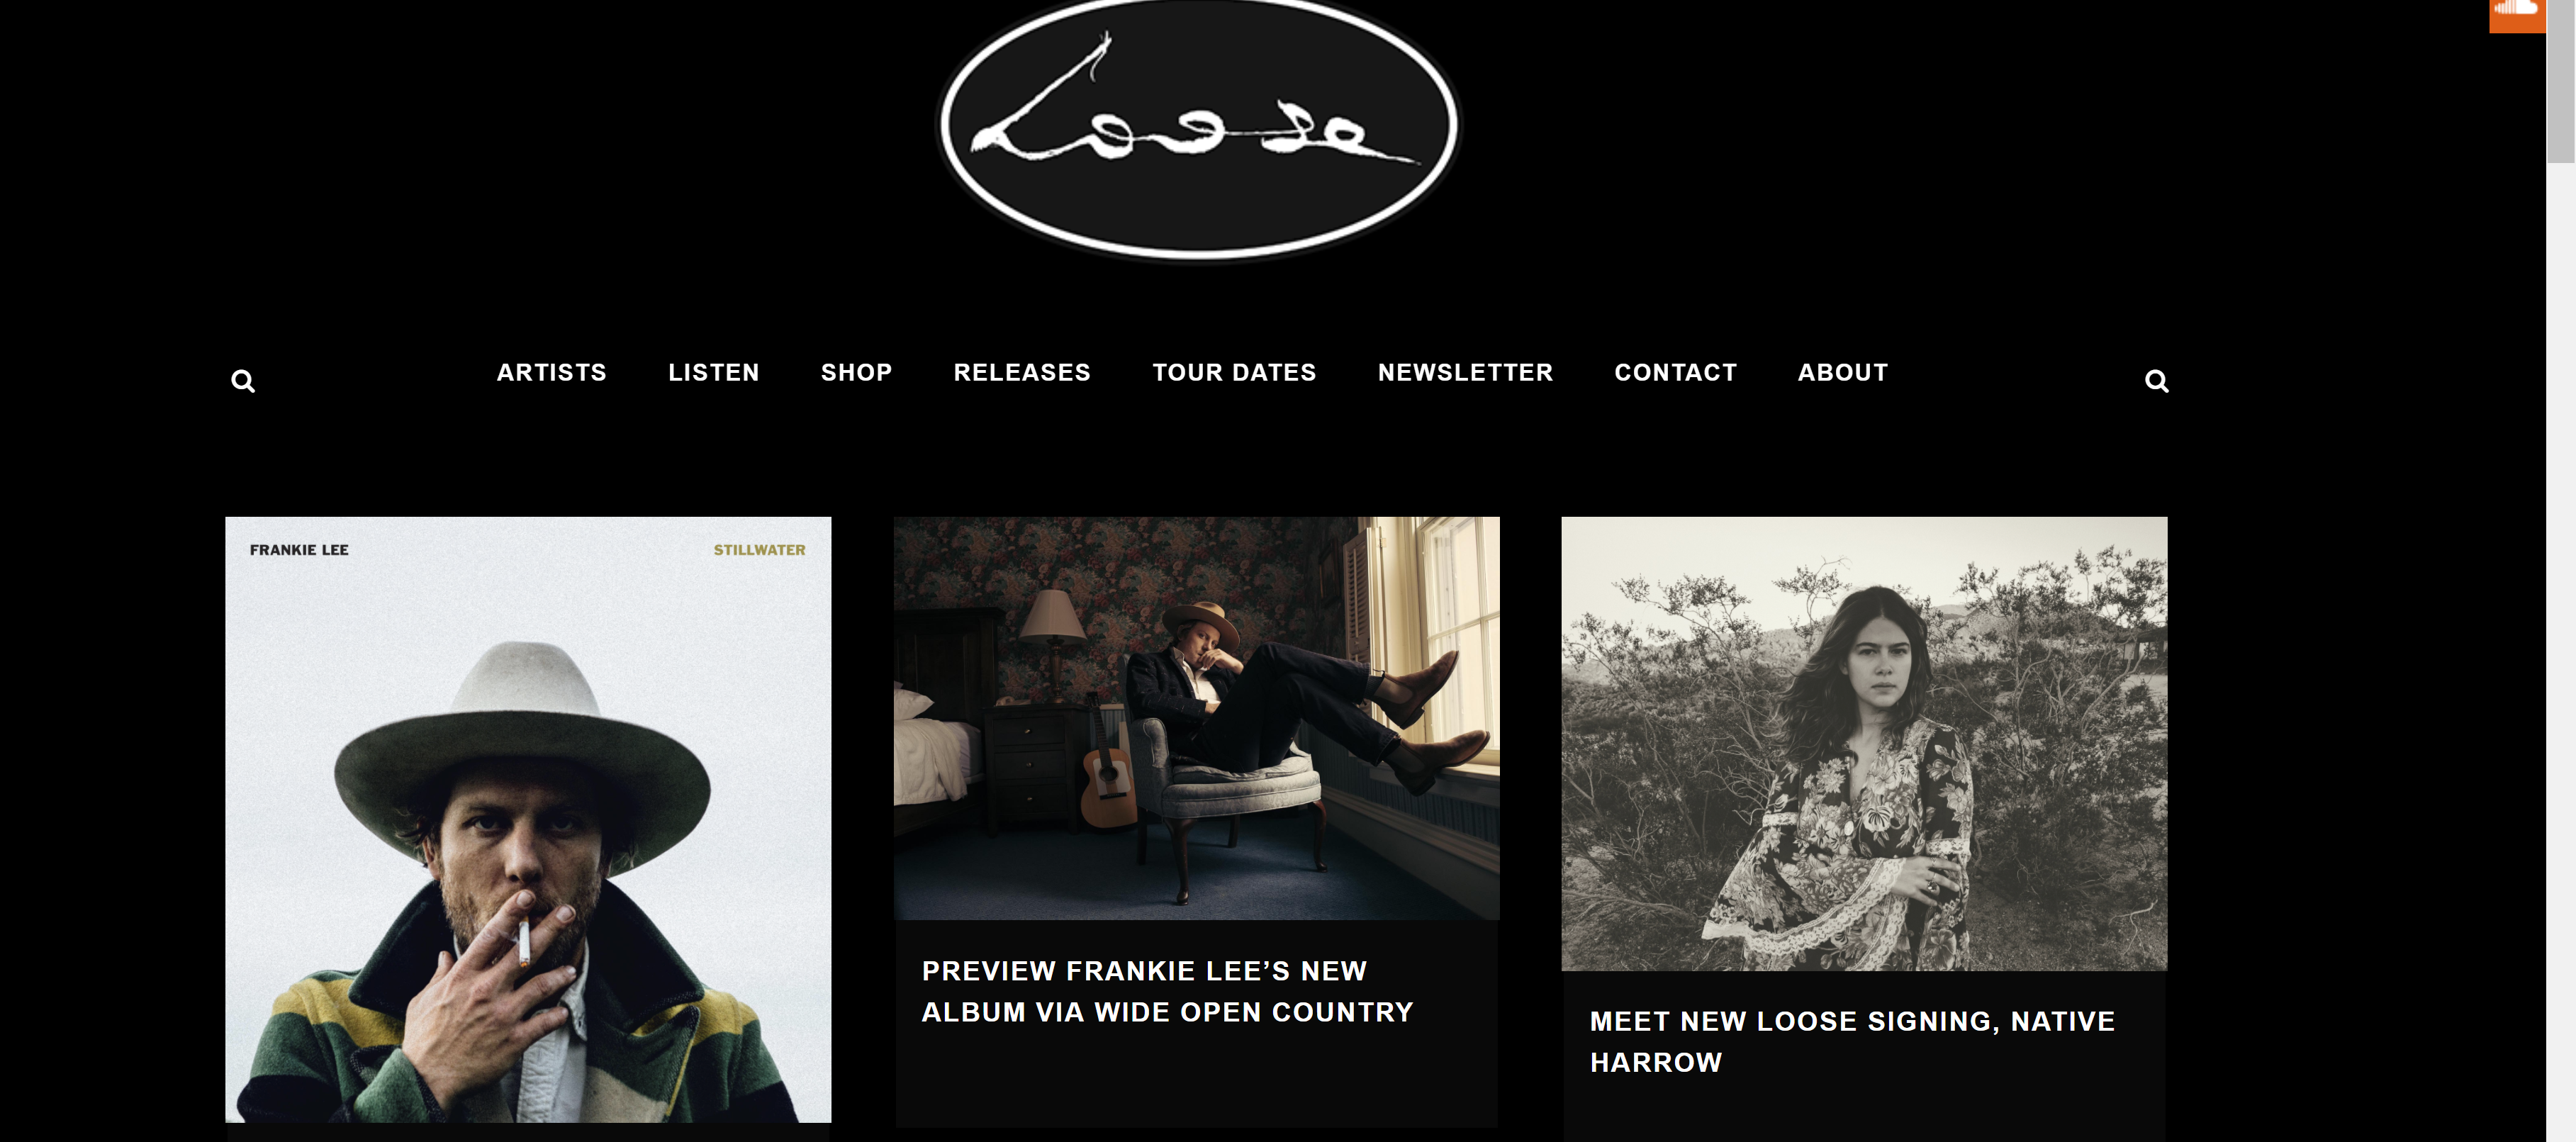 Loose
ARTISTS LISTEN SHOP RELEASES TOUR DATES NEWSLETTER CONTACT ABOUT
FRANKIE LEE STILLWATER
PREVIEW FRANKIE LEE’S NEW
ALBUM VIA WIDE OPEN COUNTRY
MEET NEW LOOSE SIGNING, NATIVE
HARROW